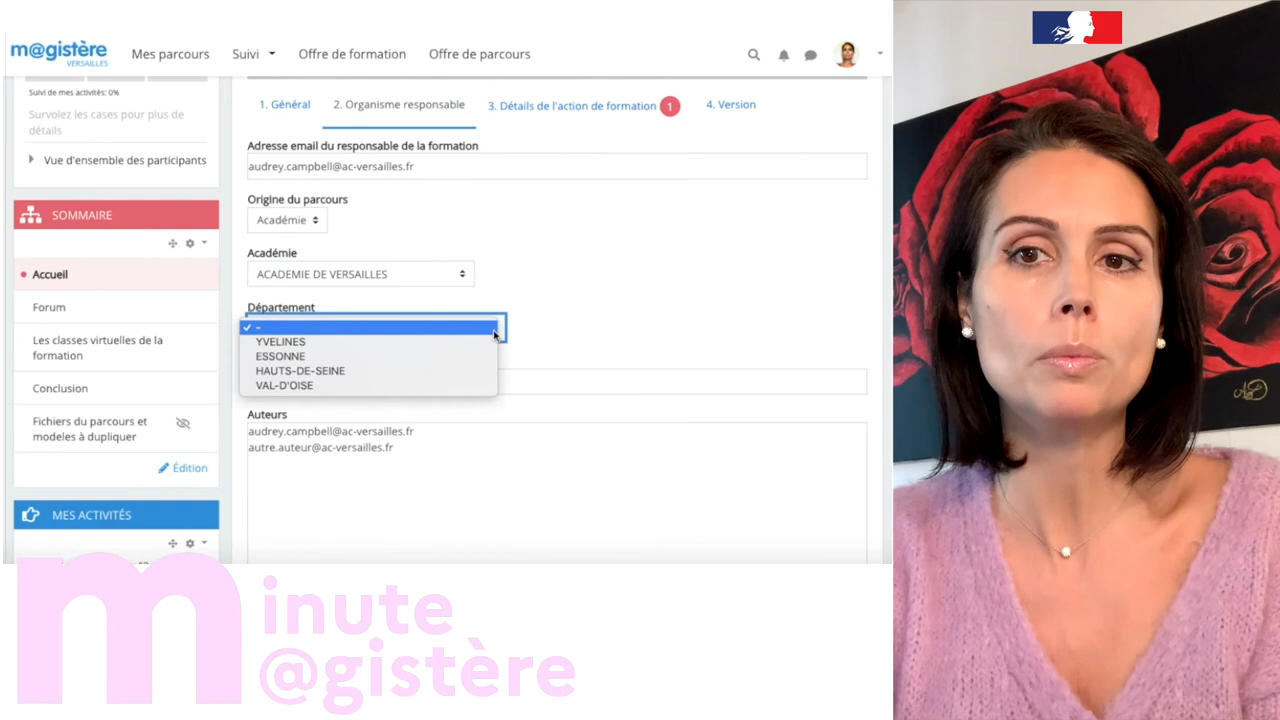 m@gistère
VERSAILLES
Mes parcours
Suivi
Offre de formation
Offre de parcours
Suivi de mes activités: 0%
Survolez les cases pour plus de
détails
Vue d'ensemble des participants
SOMMAIRE
Accueil
Forum
Les classes virtuelles de la
formation
Conclusion
Fichiers du parcours et
modeles à dupliquer
Édition
MES ACTIVITÉS
1. Général
2. Organisme responsable
3. Détails de l'action de formation 1
4. Version
Adresse email du responsable de la formation
audrey.campbell@ac-versailles.fr
Origine du parcours
Académie
Académie
ACADEMIE DE VERSAILLES
Département
-
YVELINES
ESSONNE
HAUTS-DE-SEINE
VAL-D'OISE
Auteurs
audrey.campbell@ac-versailles.fr
autre.auteur@ac-versailles.fr
minute
m@gistère